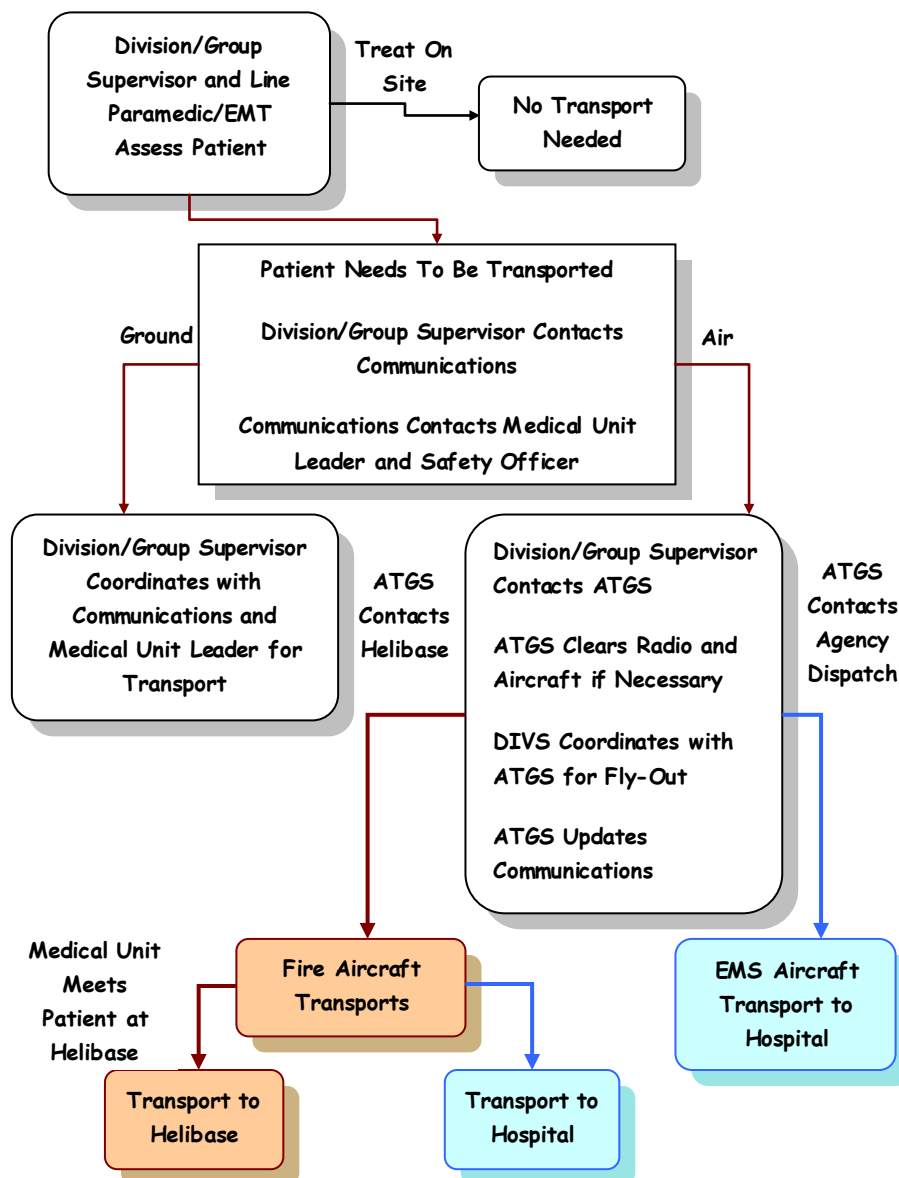 Division/Group
Supervisor and Line
Paramedic/EMT
Assess Patient
Treat On
Site
No Transport
Needed
Patient Needs To Be Transported
Division/Group Supervisor Contacts
Communications
Communications Contacts Medical Unit
Leader and Safety Officer
Ground
Air
Division/Group Supervisor
Coordinates with
Communications and
Medical Unit Leader for
Transport
ATGS
Contacts
Helibase
Division/Group Supervisor
Contacts ATGS
ATGS Clears Radio and
Aircraft if Necessary
DIVS Coordinates with
ATGS for Fly-Out
ATGS Updates
Communications
ATGS
Contacts
Agency
Dispatch
Medical Unit
Meets
Patient at
Helibase
Fire Aircraft
Transports
EMS Aircraft
Transport to
Hospital
Transport to
Helibase
Transport to
Hospital